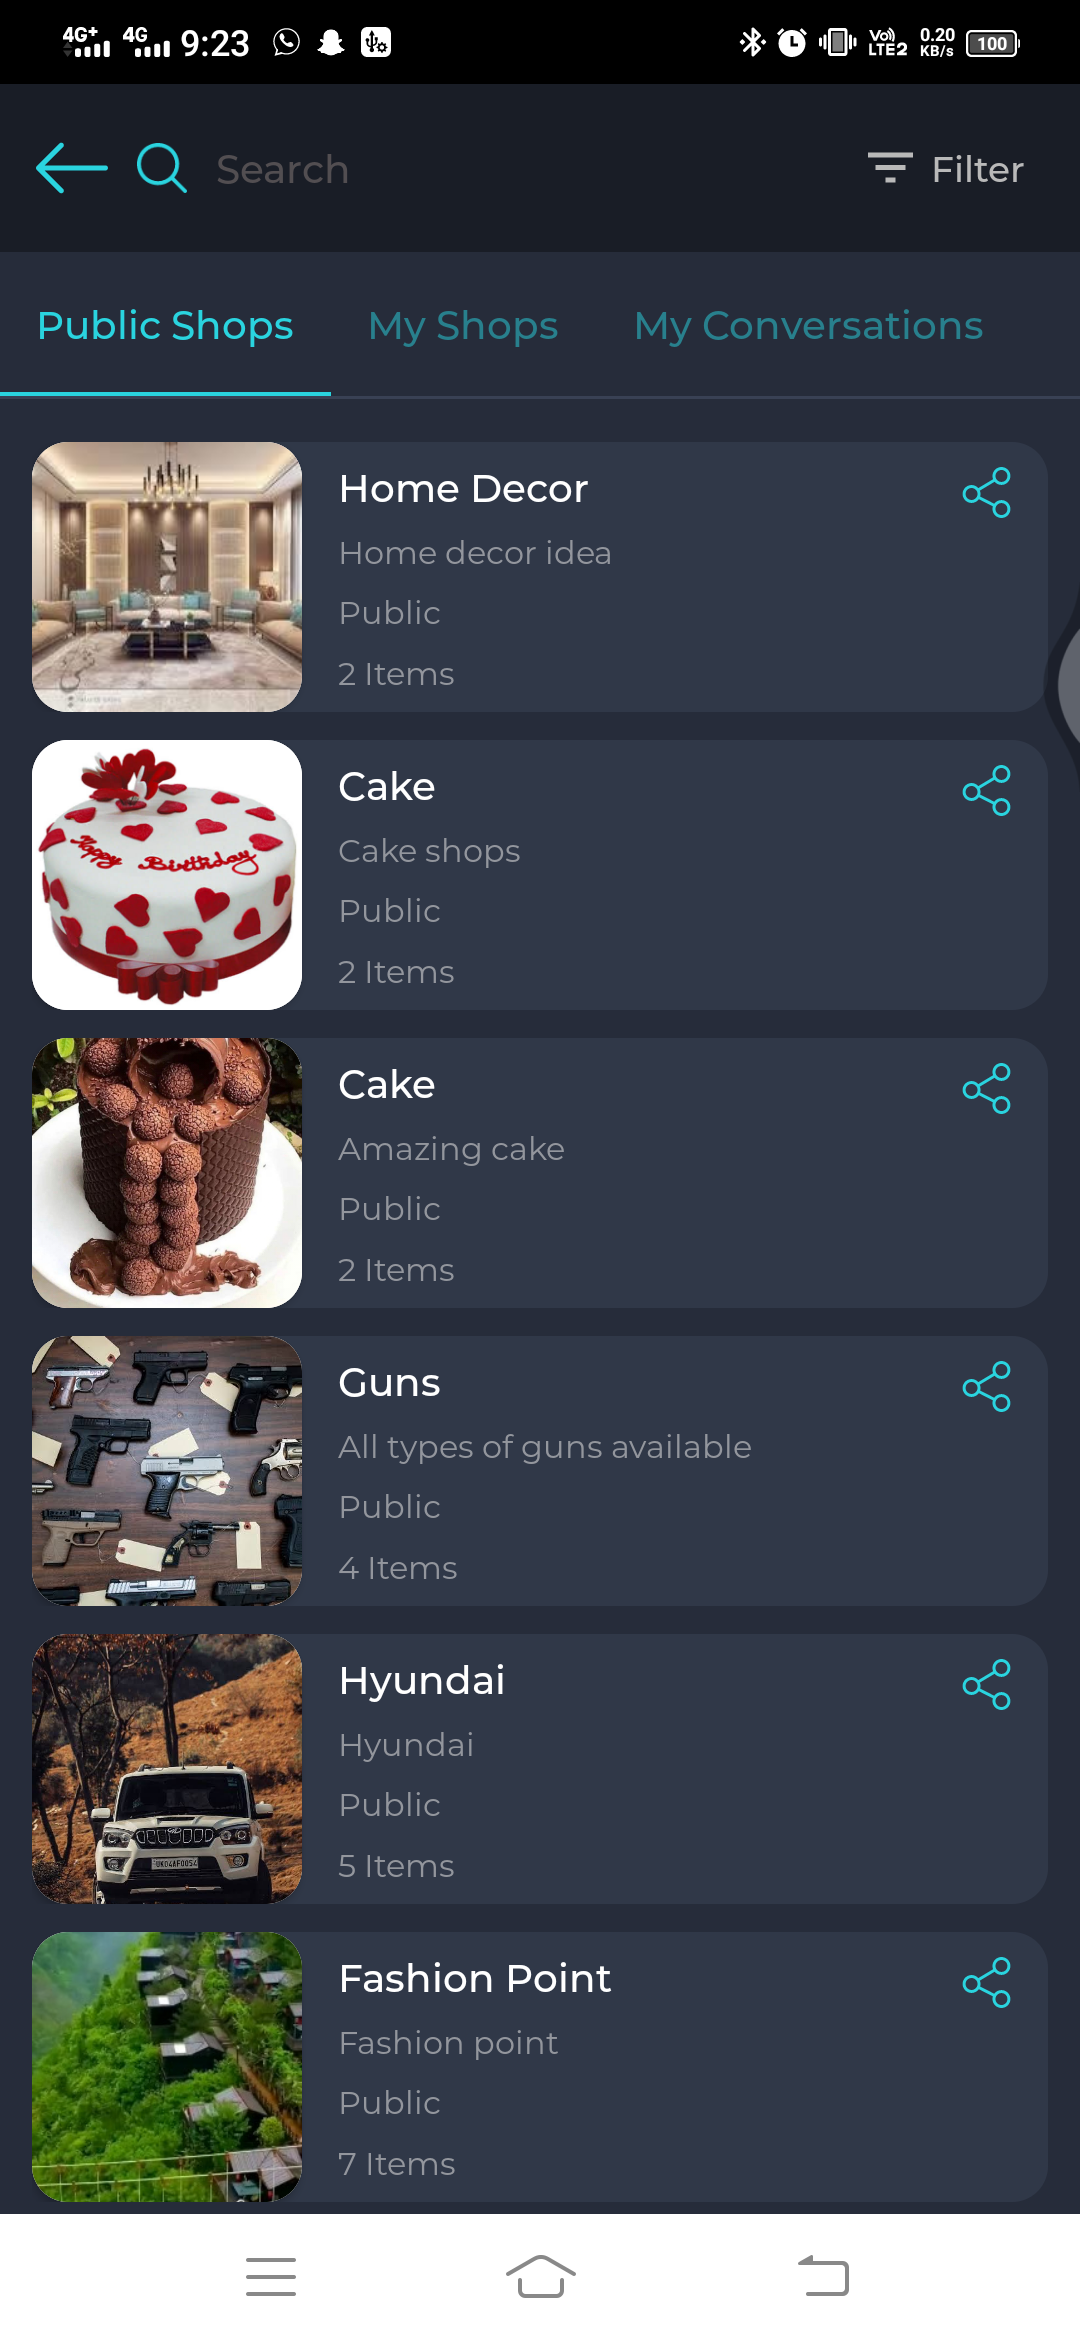 4G+ 4G 9:23 Vo)) LTE2 0.20 KB/s 100
Search Filter
Public Shops My Shops My Conversations
Home Decor
Home decor idea
Public
2 Items
Happy Birthday
Cake
Cake shops
Public
2 Items
Cake
Amazing cake
Public
2 Items
Guns
All types of guns available
Public
4 Items
Hyundai
Hyundai
Public
5 Items
UK04AF0054
Fashion Point
Fashion point
Public
7 Items